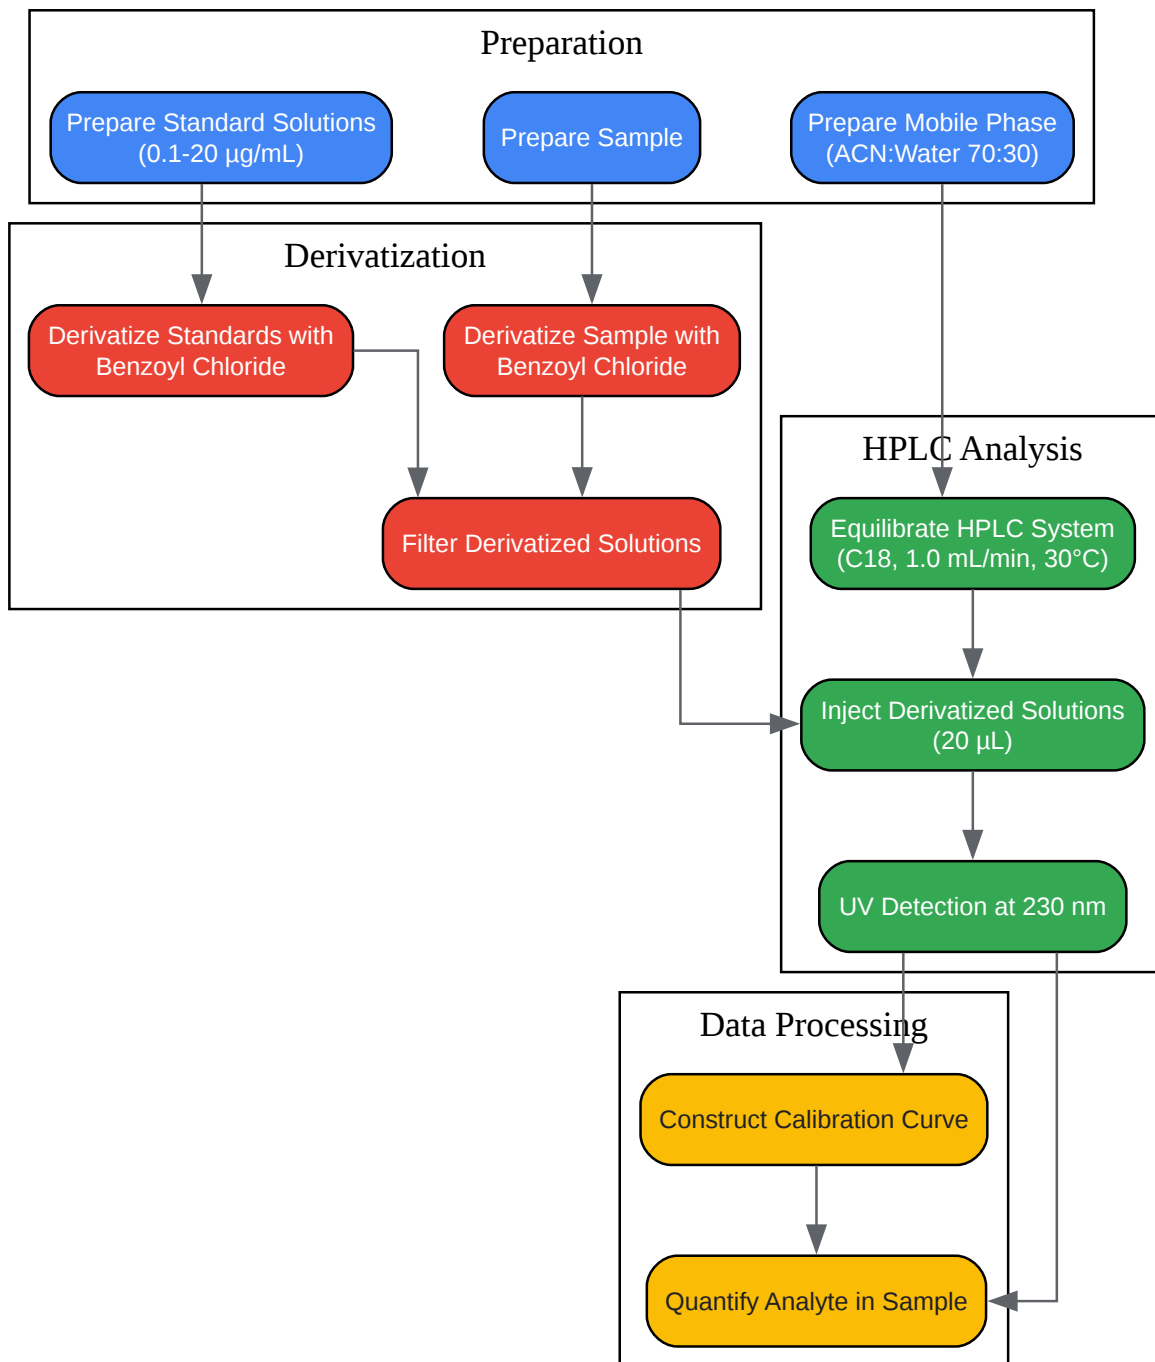 Preparation
Prepare Standard Solutions
(0.1-20 µg/mL)
Prepare Sample
Prepare Mobile Phase
(ACN:Water 70:30)
Derivatization
Derivatize Standards with
Benzoyl Chloride
Derivatize Sample with
Benzoyl Chloride
Filter Derivatized Solutions
HPLC Analysis
Equilibrate HPLC System
(C18, 1.0 mL/min, 30°C)
Inject Derivatized Solutions
(20 µL)
UV Detection at 230 nm
Data Processing
Construct Calibration Curve
Quantify Analyte in Sample